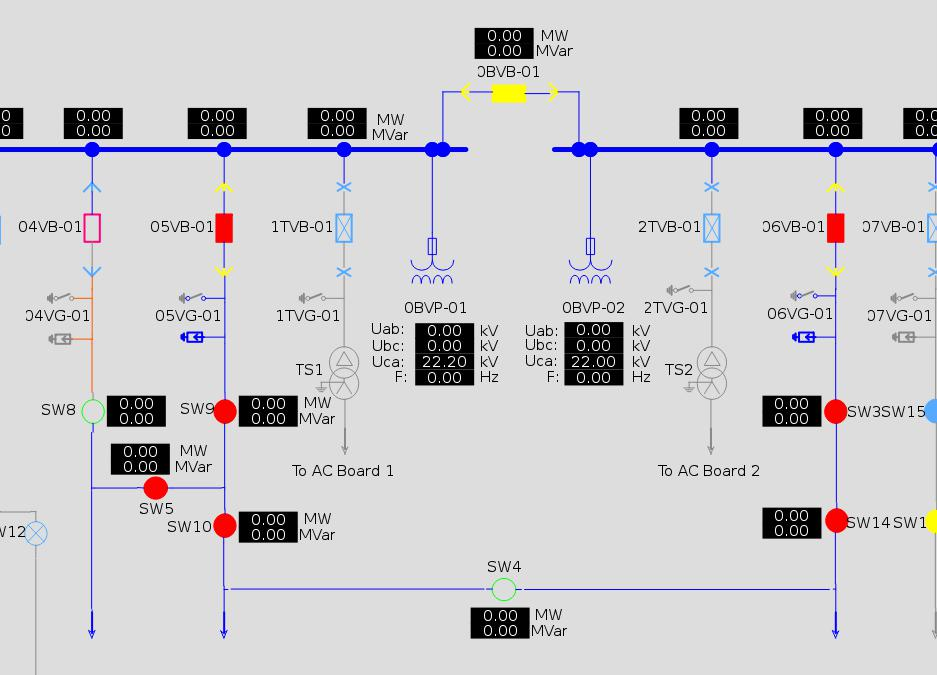 0.00 MW
0.00 MVar
0BVB-01
0 0.00 0.00 0.00 MW 0.00 0.00 0.0
0 0.00 0.00 0.00 MVar 0.00 0.00 0.0
04VB-01 05VB-01 1TVB-01 2TVB-01 06VB-01 07VB-01
04VG-01 05VG-01 1TVG-01 0BVP-01 0BVP-02 2TVG-01 06VG-01 07VG-01
Uab: 0.00 kV Uab: 0.00 kV
Ubc: 0.00 kV Ubc: 0.00 kV
Uca: 22.20 kV Uca: 22.00 kV
F: 0.00 Hz F: 0.00 Hz
TS1 TS2
SW8 0.00 SW9 0.00 MW 0.00 SW3 SW15
0.00 0.00 MVar 0.00
0.00 MW To AC Board 1 To AC Board 2
0.00 MVar
SW5
W12 SW10 0.00 MW 0.00 SW14 SW1
0.00 MVar 0.00
SW4
0.00 MW
0.00 MVar